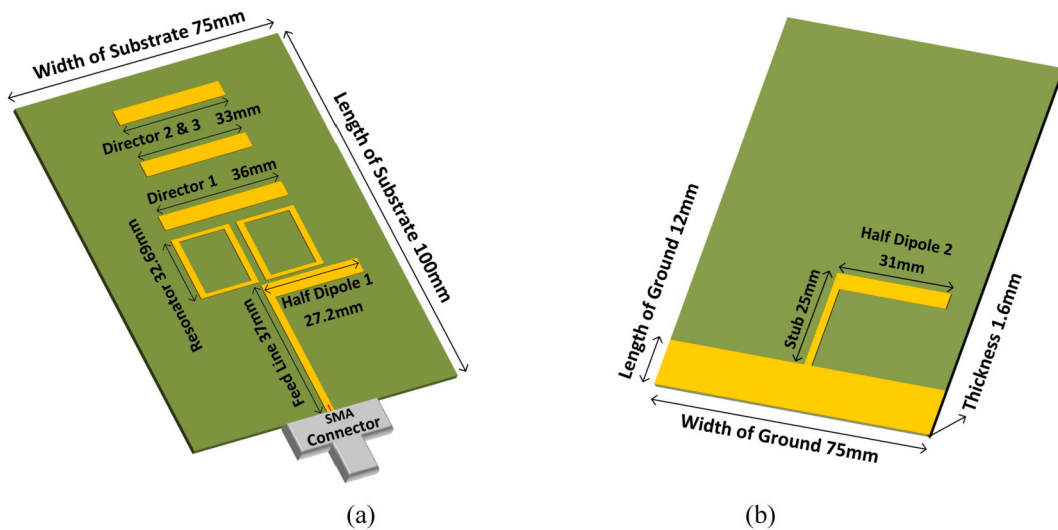 Width of Substrate 75mm
Length of Substrate 100mm
Director 2 & 3 33mm
Director 1 36mm
Resonator 32.69mm
Half Dipole 1
27.2mm
Feed Line 37mm
SMA
Connector
(a)
Half Dipole 2
31mm
Stub 25mm
Length of Ground 12mm
Thickness 1.6mm
Width of Ground 75mm
(b)